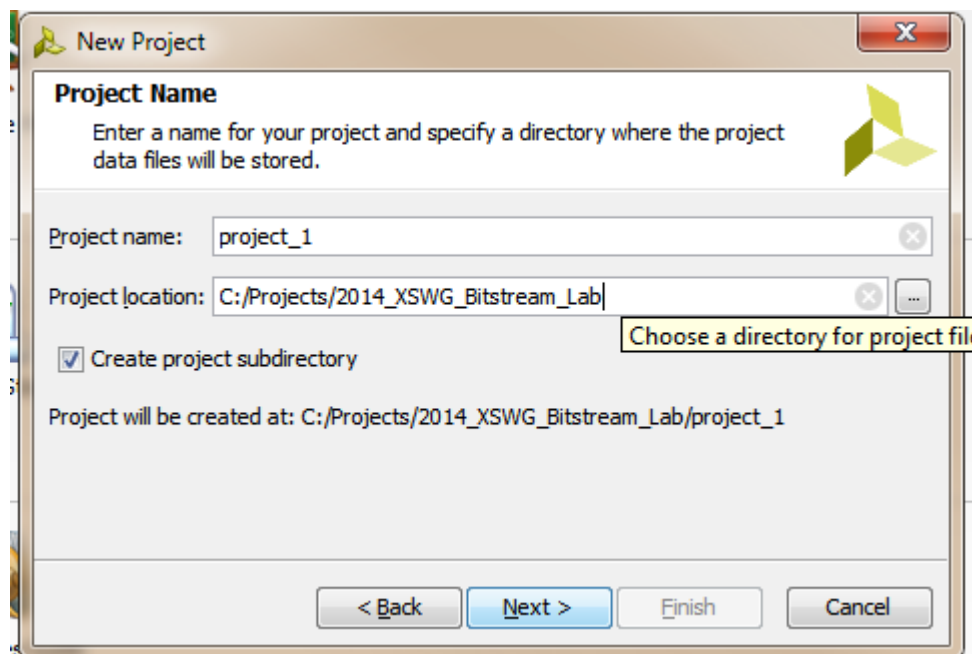 New Project
Project Name
Enter a name for your project and specify a directory where the project
data files will be stored.
Project name: project_1
Project location: C:/Projects/2014_XSWG_Bitstream_Lab ...
Choose a directory for project file
Create project subdirectory
Project will be created at: C:/Projects/2014_XSWG_Bitstream_Lab/project_1
< Back Next > Finish Cancel